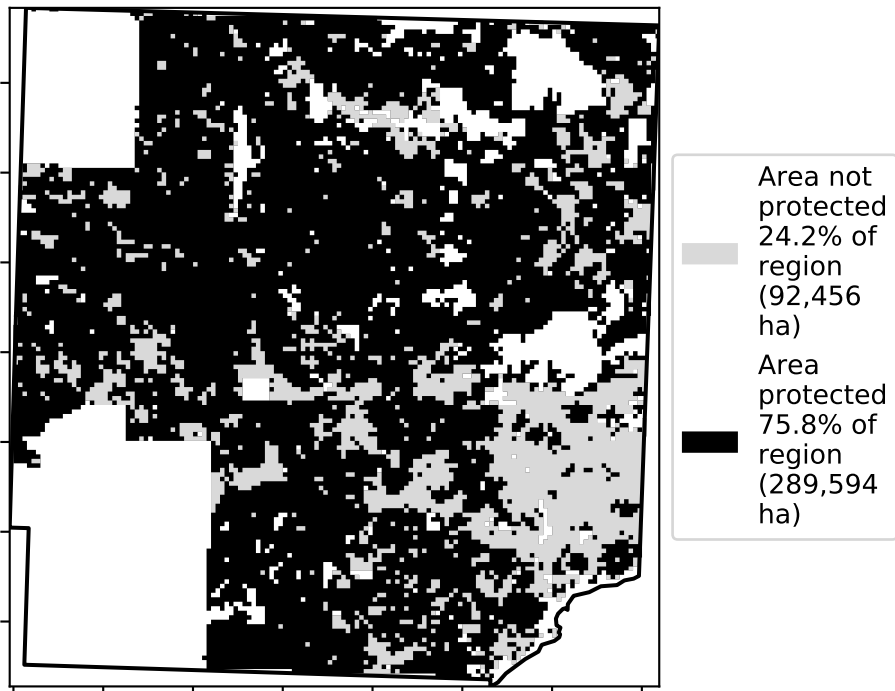 Area not
protected
24.2% of
region
(92,456
ha)
Area
protected
75.8% of
region
(289,594
ha)